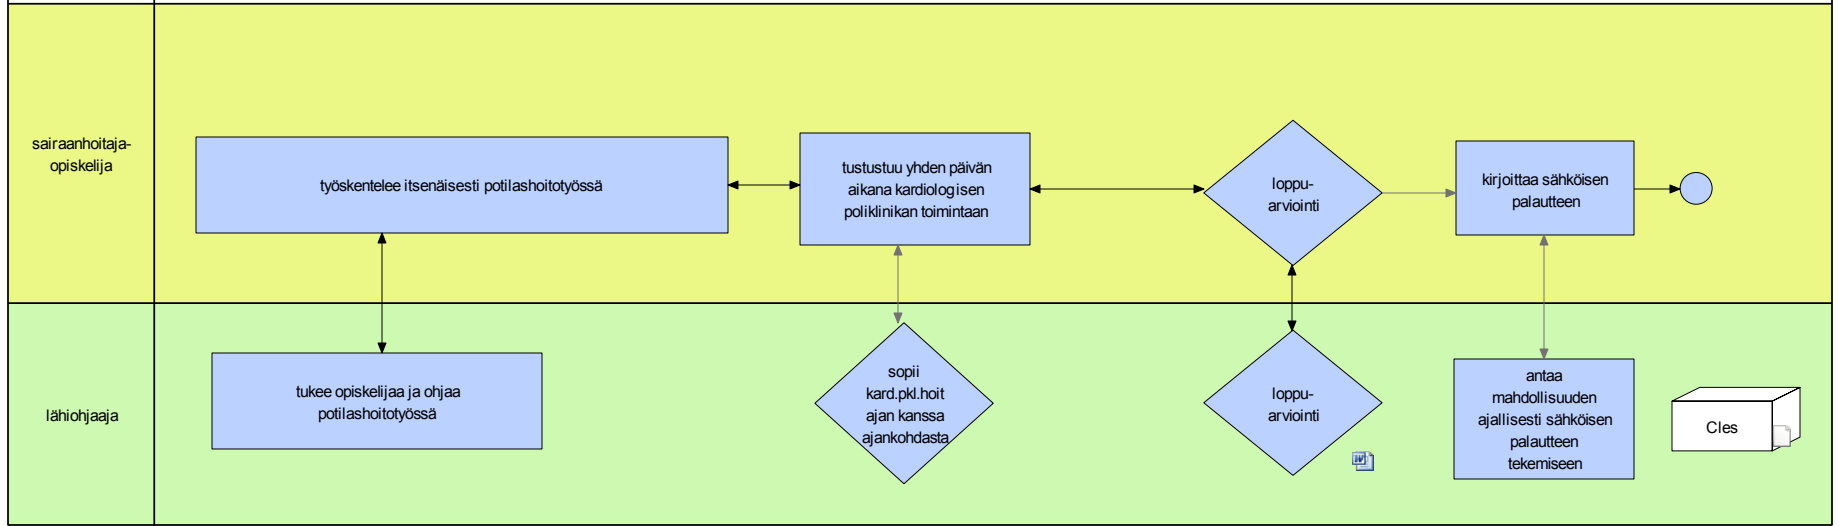 sairaanhoitaja-
opiskelija
työskentelee itsenäisesti potilashoitotyössä
tustustuu yhden päivän
aikana kardiologisen
poliklinikan toimintaan
loppu-
arviointi
kirjoittaa sähköisen
palautteen
lähiohjaaja
tukee opiskelijaa ja ohjaa
potilashoitotyössä
sopii
kard.pkl.hoit
ajan kanssa
ajankohdasta
loppu-
arviointi
antaa
mahdollisuuden
ajallisesti sähköisen
palautteen
tekemiseen
Cles